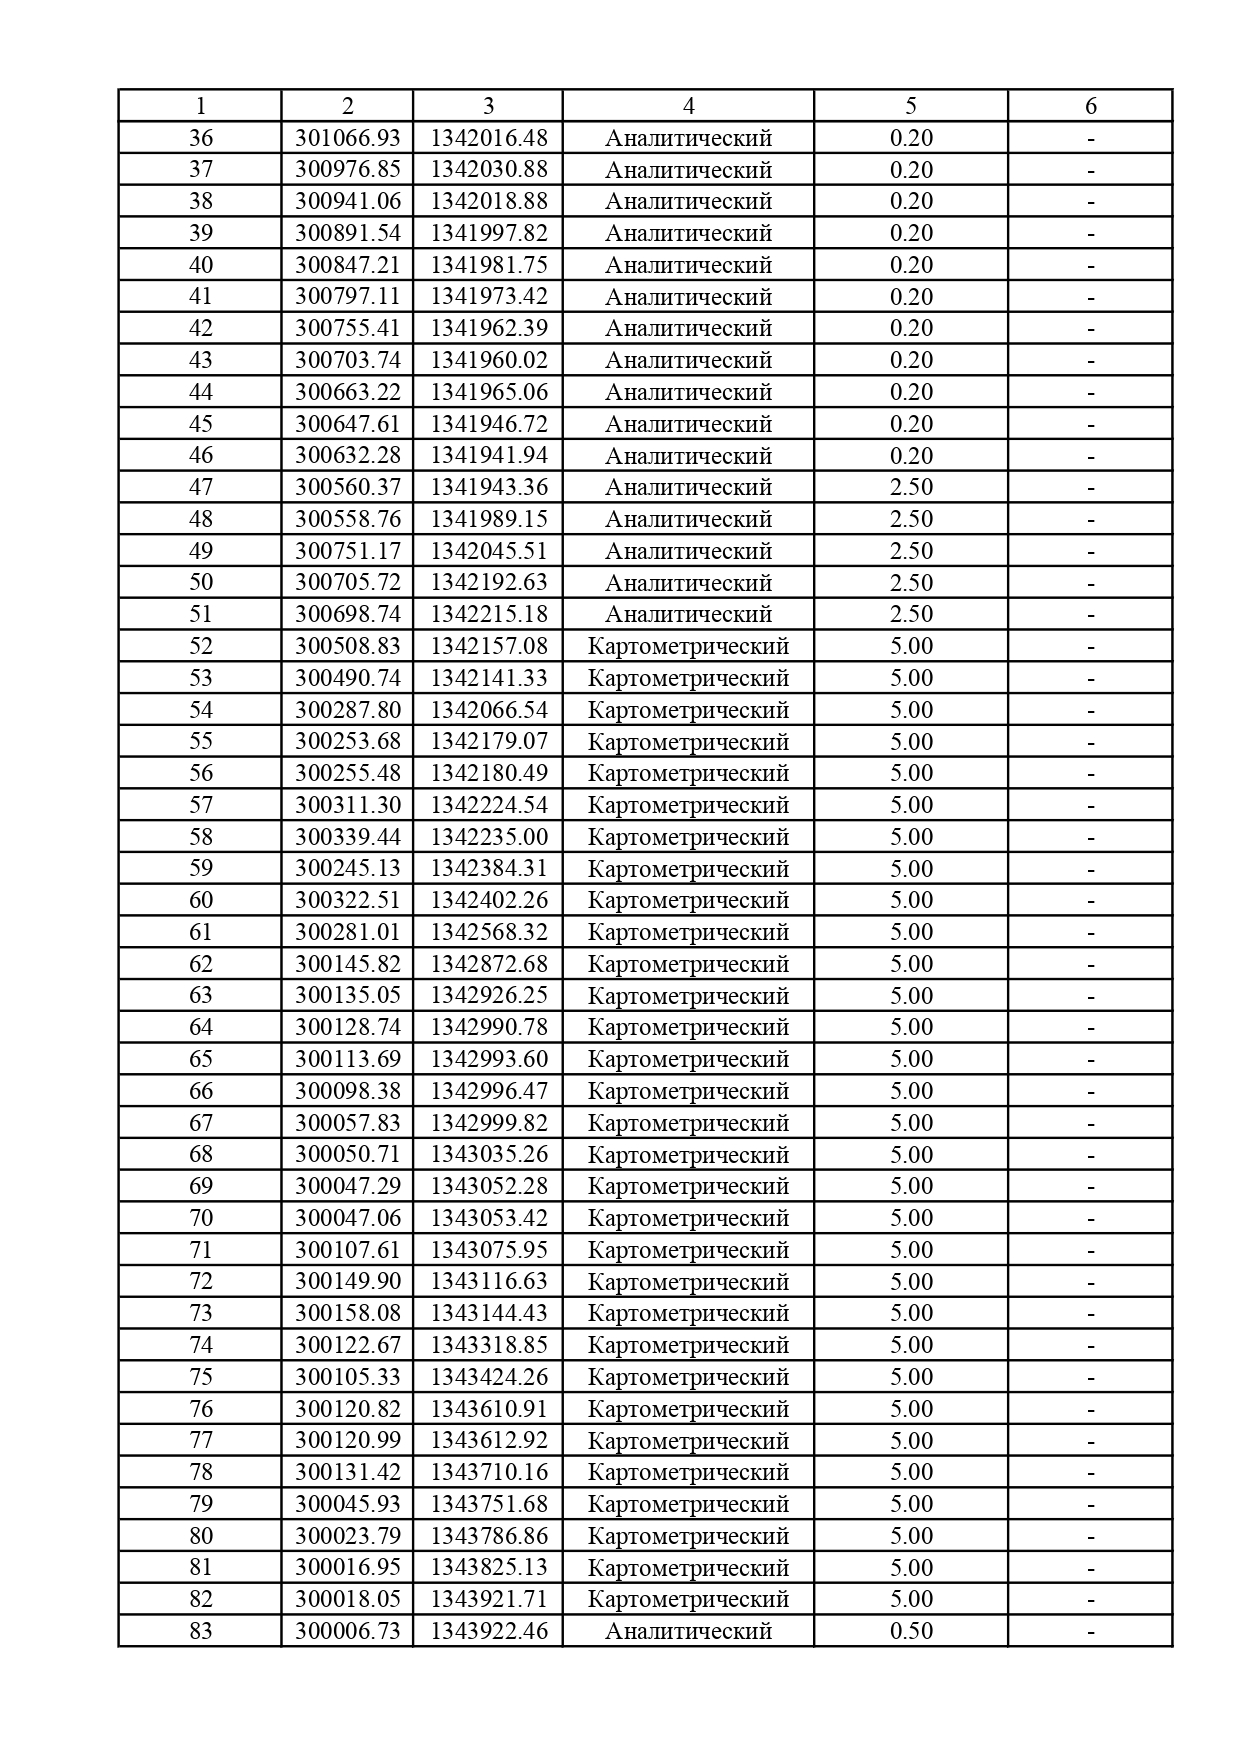 1 2 3 4 5 6
36 301066.93 1342016.48 Аналитический 0.20 -
37 300976.85 1342030.88 Аналитический 0.20 -
38 300941.06 1342018.88 Аналитический 0.20 -
39 300891.54 1341997.82 Аналитический 0.20 -
40 300847.21 1341981.75 Аналитический 0.20 -
41 300797.11 1341973.42 Аналитический 0.20 -
42 300755.41 1341962.39 Аналитический 0.20 -
43 300703.74 1341960.02 Аналитический 0.20 -
44 300663.22 1341965.06 Аналитический 0.20 -
45 300647.61 1341946.72 Аналитический 0.20 -
46 300632.28 1341941.94 Аналитический 0.20 -
47 300560.37 1341943.36 Аналитический 2.50 -
48 300558.76 1341989.15 Аналитический 2.50 -
49 300751.17 1342045.51 Аналитический 2.50 -
50 300705.72 1342192.63 Аналитический 2.50 -
51 300698.74 1342215.18 Аналитический 2.50 -
52 300508.83 1342157.08 Картометрический 5.00 -
53 300490.74 1342141.33 Картометрический 5.00 -
54 300287.80 1342066.54 Картометрический 5.00 -
55 300253.68 1342179.07 Картометрический 5.00 -
56 300255.48 1342180.49 Картометрический 5.00 -
57 300311.30 1342224.54 Картометрический 5.00 -
58 300339.44 1342235.00 Картометрический 5.00 -
59 300245.13 1342384.31 Картометрический 5.00 -
60 300322.51 1342402.26 Картометрический 5.00 -
61 300281.01 1342568.32 Картометрический 5.00 -
62 300145.82 1342872.68 Картометрический 5.00 -
63 300135.05 1342926.25 Картометрический 5.00 -
64 300128.74 1342990.78 Картометрический 5.00 -
65 300113.69 1342993.60 Картометрический 5.00 -
66 300098.38 1342996.47 Картометрический 5.00 -
67 300057.83 1342999.82 Картометрический 5.00 -
68 300050.71 1343035.26 Картометрический 5.00 -
69 300047.29 1343052.28 Картометрический 5.00 -
70 300047.06 1343053.42 Картометрический 5.00 -
71 300107.61 1343075.95 Картометрический 5.00 -
72 300149.90 1343116.63 Картометрический 5.00 -
73 300158.08 1343144.43 Картометрический 5.00 -
74 300122.67 1343318.85 Картометрический 5.00 -
75 300105.33 1343424.26 Картометрический 5.00 -
76 300120.82 1343610.91 Картометрический 5.00 -
77 300120.99 1343612.92 Картометрический 5.00 -
78 300131.42 1343710.16 Картометрический 5.00 -
79 300045.93 1343751.68 Картометрический 5.00 -
80 300023.79 1343786.86 Картометрический 5.00 -
81 300016.95 1343825.13 Картометрический 5.00 -
82 300018.05 1343921.71 Картометрический 5.00 -
83 300006.73 1343922.46 Аналитический 0.50 -